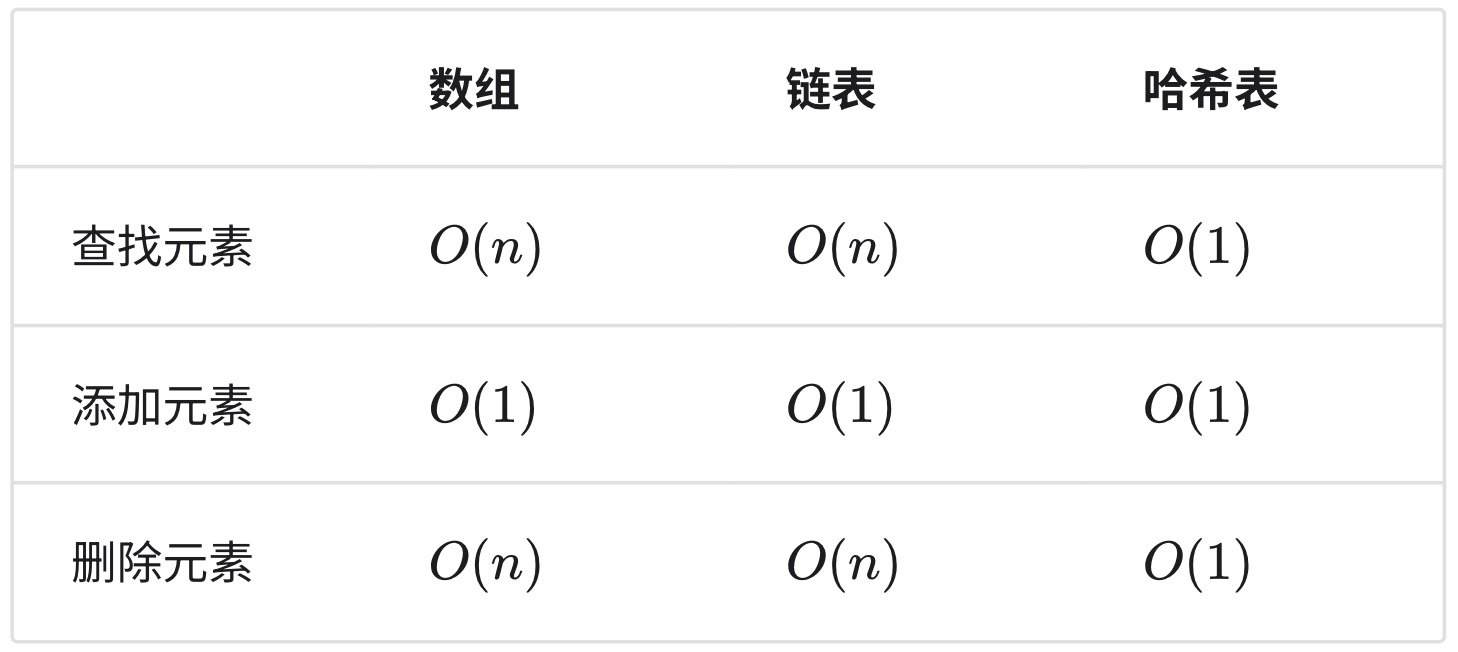 数组 链表 哈希表
查找元素 O(n) O(n) O(1)
添加元素 O(1) O(1) O(1)
删除元素 O(n) O(n) O(1)